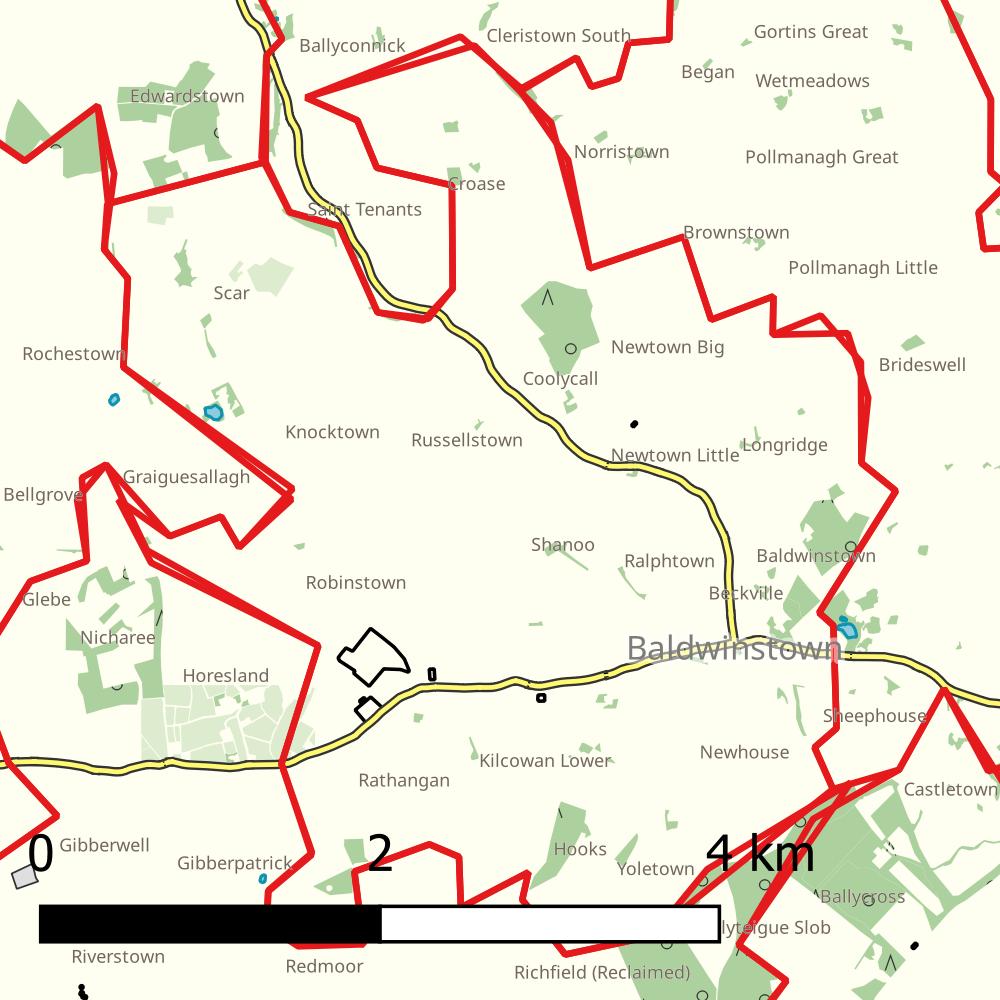 Ballyconnick
Cleristown South
Gortins Great
Began
Wetmeadows
Edwardstown
Norristown
Pollmanagh Great
Croase
Saint Tenants
Brownstown
Pollmanagh Little
Scar
Rochestown
Newtown Big
Brideswell
Coolycall
Knocktown
Russellstown
Longridge
Newtown Little
Graiguesallagh
Bellgrove
Shanoo
Ralphtown
Baldwinstown
Robinstown
Beckville
Glebe
Nicharee
Baldwinstown
Horesland
Sheephouse
Newhouse
Kilcowan Lower
Rathangan
Castletown
Gibberwell
Hooks
Gibberpatrick
Yoletown
0 2 4 km
Ballycross
lyteigue Slob
Riverstown
Redmoor
Richfield (Reclaimed)